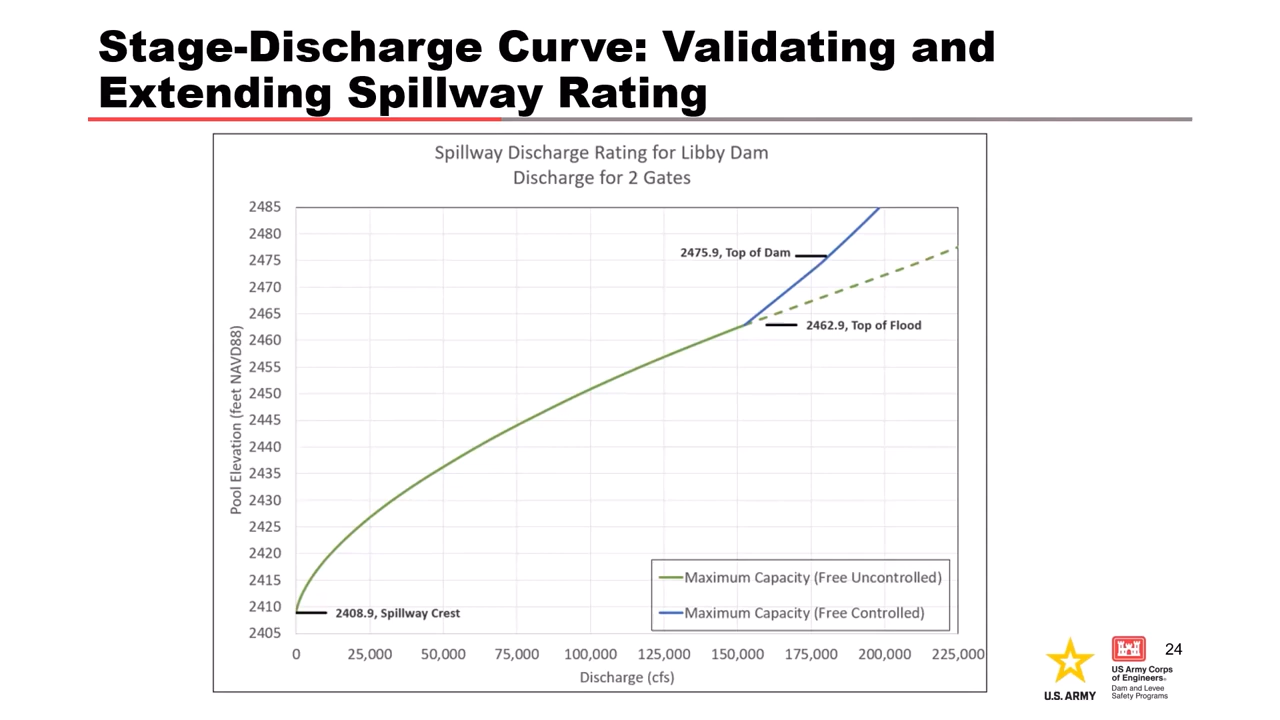 Stage-Discharge Curve: Validating and
Extending Spillway Rating
Spillway Discharge Rating for Libby Dam
Discharge for 2 Gates
Pool Elevation (feet NAVD88)
2485
2480
2475
2470
2465
2460
2455
2450
2445
2440
2435
2430
2425
2420
2415
2410
2405
2475.9, Top of Dam
2462.9, Top of Flood
2408.9, Spillway Crest
Maximum Capacity (Free Uncontrolled)
Maximum Capacity (Free Controlled)
0 25,000 50,000 75,000 100,000 125,000 150,000 175,000 200,000 225,000
Discharge (cfs)
U.S. ARMY
US Army Corps
of Engineers®
Dam and Levee
Safety Programs
24